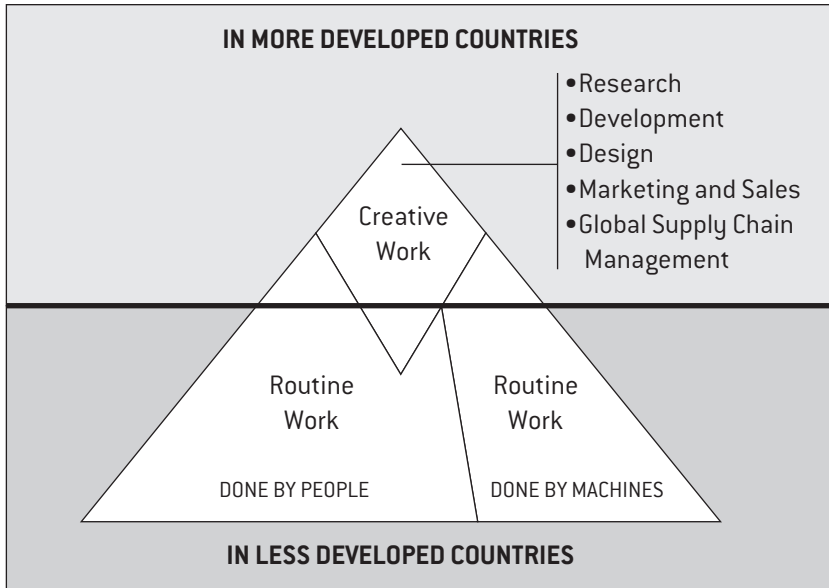 IN MORE DEVELOPED COUNTRIES
•Research
•Development
•Design
•Marketing and Sales
•Global Supply Chain
Management
Creative
Work
Routine
Work
DONE BY PEOPLE
Routine
Work
DONE BY MACHINES
IN LESS DEVELOPED COUNTRIES